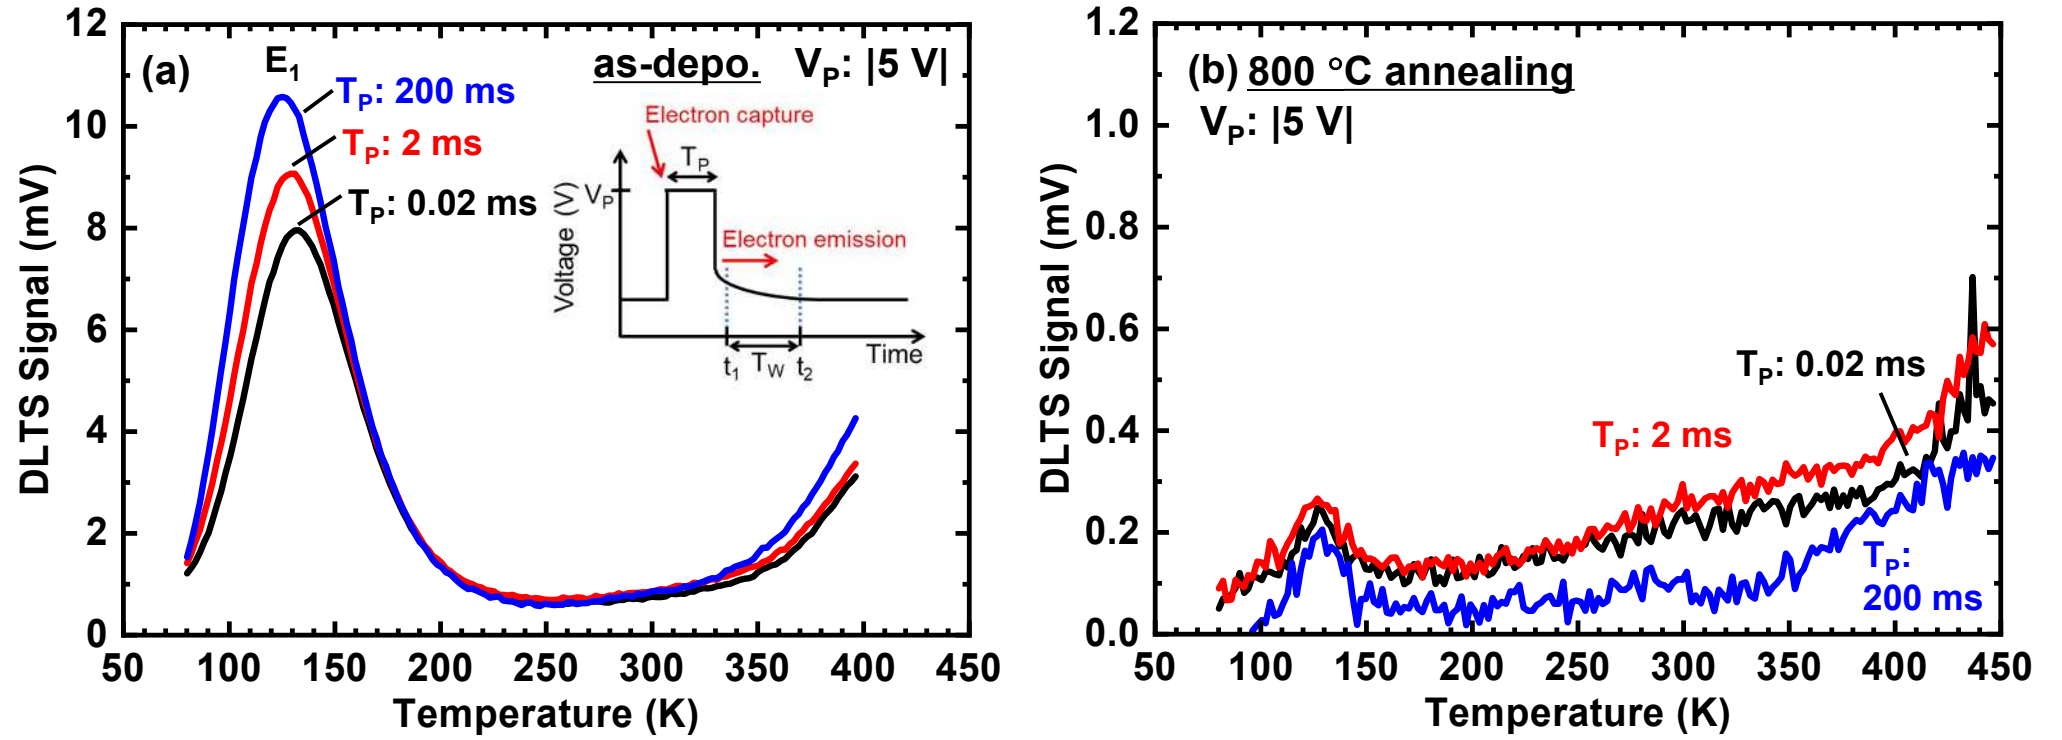 (a)
E1
as-depo. VP: |5 V|
TP: 200 ms
TP: 2 ms
TP: 0.02 ms
Electron capture
TP
VP
Voltage (V)
Electron emission
Time
t1 TW t2
12
10
8
6
4
2
0
DLTS Signal (mV)
50 100 150 200 250 300 350 400 450
Temperature (K)
(b) 800 °C annealing
VP: |5 V|
TP: 0.02 ms
TP: 2 ms
TP:
200 ms
1.2
1.0
0.8
0.6
0.4
0.2
0.0
DLTS Signal (mV)
50 100 150 200 250 300 350 400 450
Temperature (K)